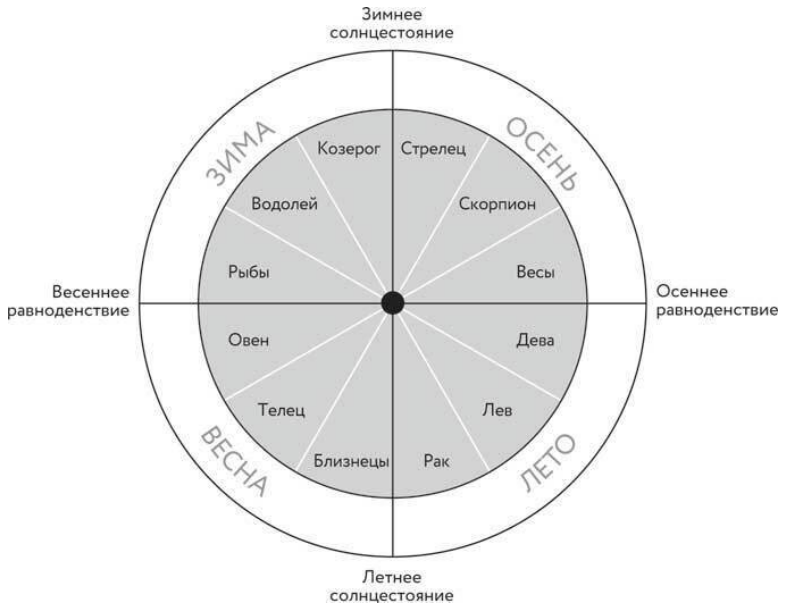 Зимнее
солнцестояние
ЗИМА
ОСЕНЬ
Козерог
Стрелец
Водолей
Скорпион
Рыбы
Весы
Весеннее
равноденствие
Осеннее
равноденствие
Овен
Дева
Телец
Лев
Близнецы
Рак
ВЕСНА
ЛЕТО
Летнее
солнцестояние